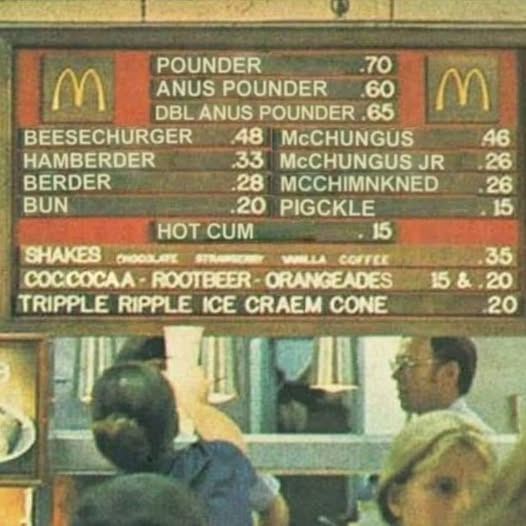 POUNDER .70
ANUS POUNDER .60
DBL ANUS POUNDER .65
BEESECHURGER .48 McCHUNGUS .46
HAMBERDER .33 McCHUNGUS JR .26
BERDER .28 MCCHIMNKNED .26
BUN .20 PIGCKLE .15
HOT CUM .15
SHAKES CHOCOLATE STRAWBERRY VANILLA COFFEE .35
COCCOCAA - ROOTBEER - ORANGEADES 15 & .20
TRIPPLE RIPPLE ICE CRAEM CONE .20